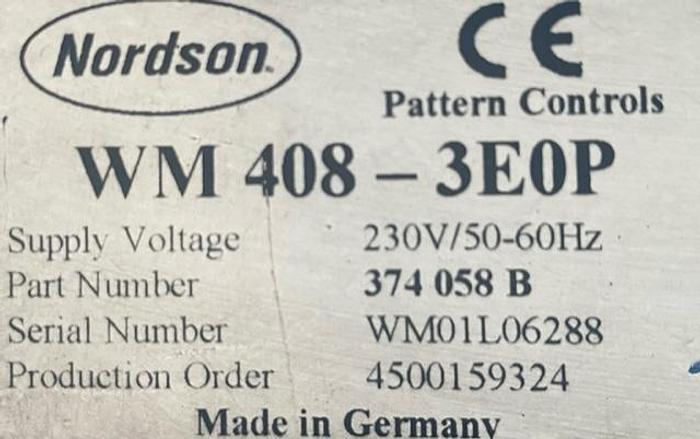 Nordson
CE
Pattern Controls
WM 408 – 3E0P
Supply Voltage 230V/50-60Hz
Part Number 374 058 B
Serial Number WM01L06288
Production Order 4500159324
Made in Germany